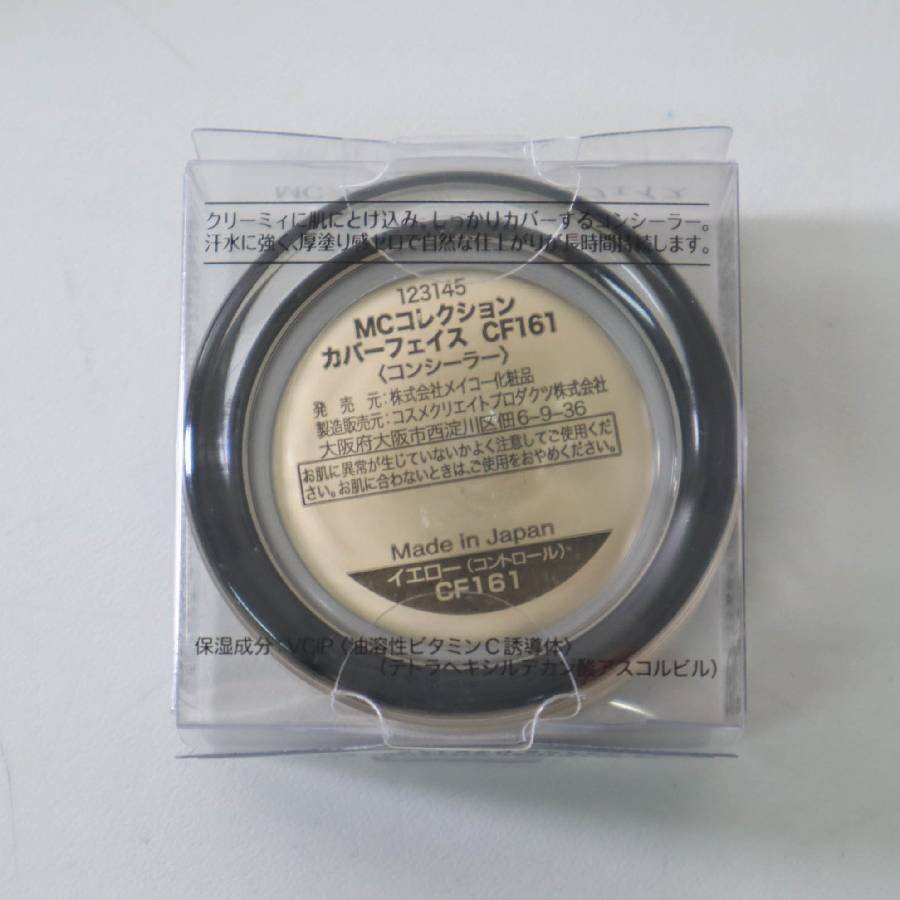 クリーミィに肌にとけ込み、しっかりカバーするコンシーラー。
汗水に強く、厚塗り感ゼロで自然な仕上がりが長時間持続します。
123145
MCコレクション
カバーフェイス CF161
〈コンシーラー〉
発売元:株式会社メイコー化粧品
製造販売元:コスメクリエイトプロダクツ株式会社
大阪府大阪市西淀川区佃6-9-36
お肌に異常が生じていないかよく注意してご使用くだ
さい。お肌に合わないときは、ご使用をおやめください。
Made in Japan
イエロー(コントロール)
CF161
保湿成分:VCIP〈油溶性ビタミンC誘導体〉
(テトラヘキシルデカン酸アスコルビル)